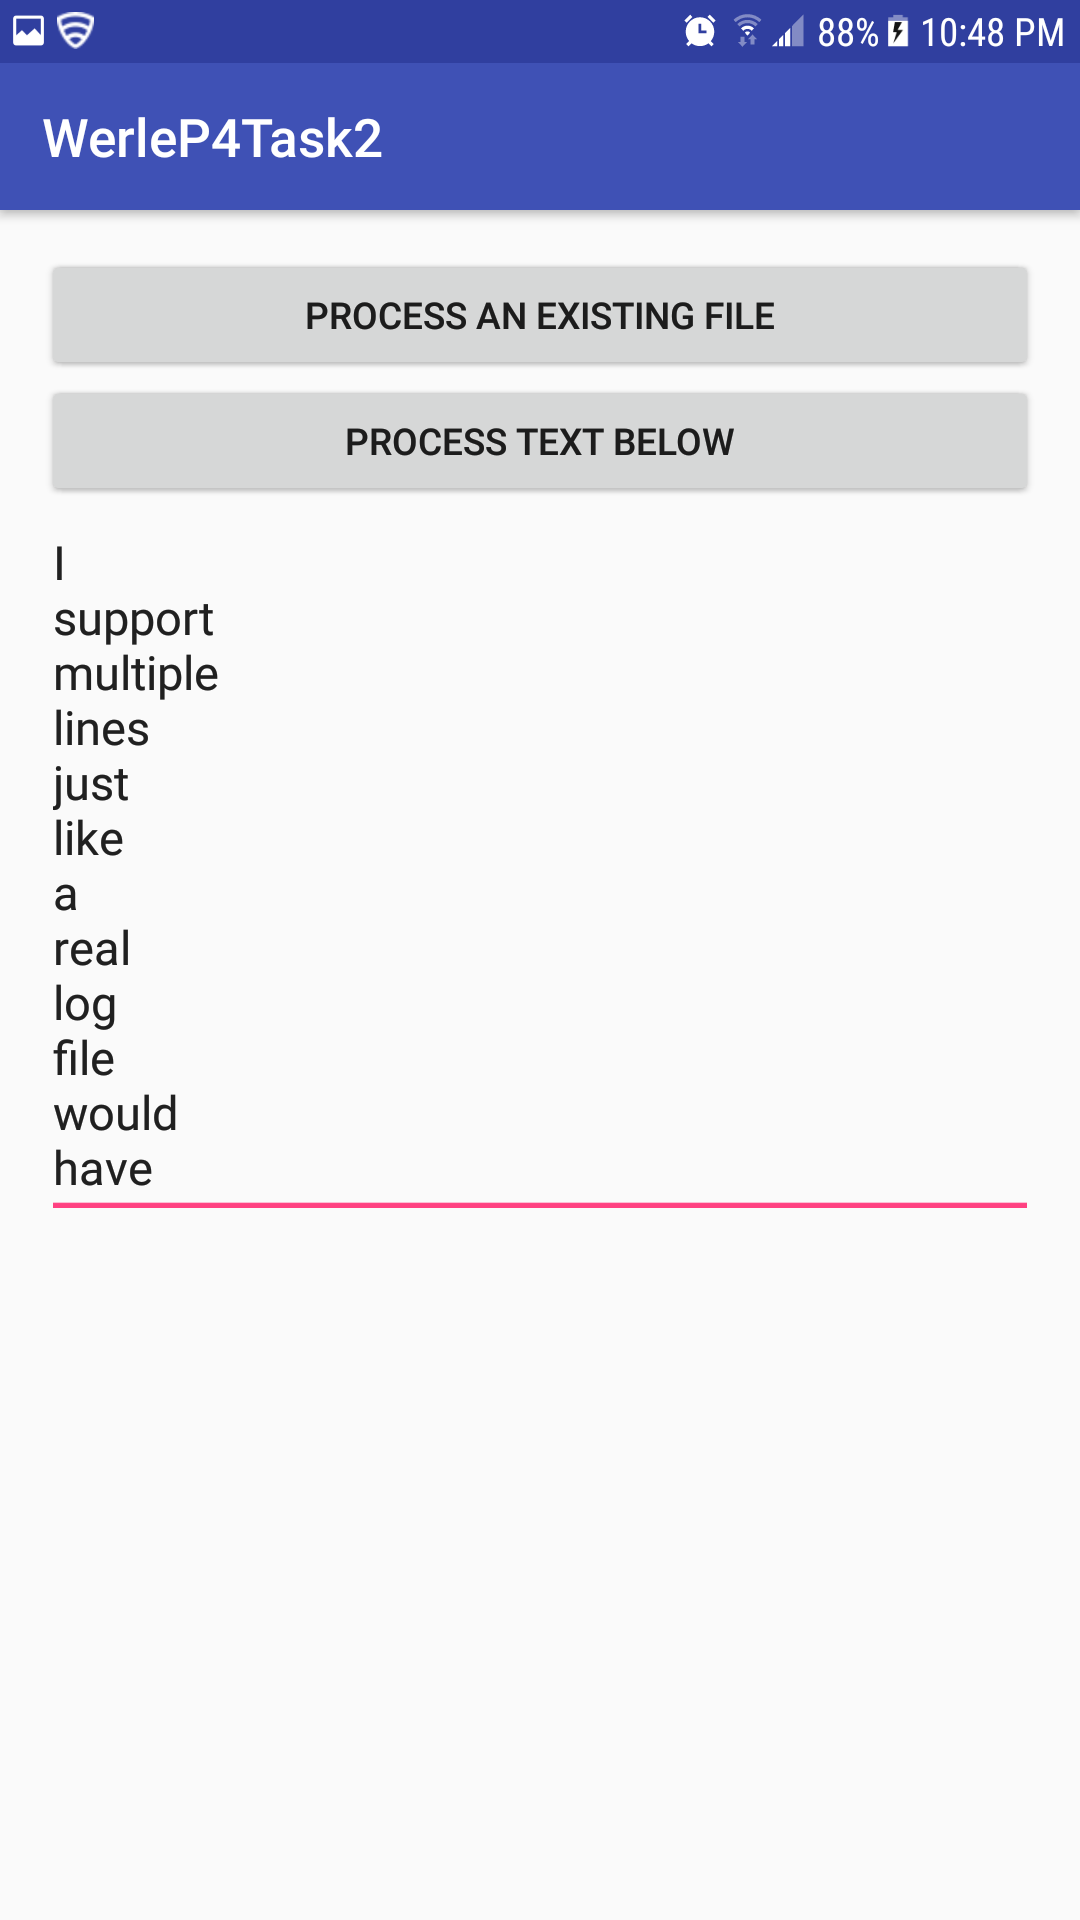 88% 10:48 PM
WerleP4Task2
PROCESS AN EXISTING FILE
PROCESS TEXT BELOW
I
support
multiple
lines
just
like
a
real
log
file
would
have